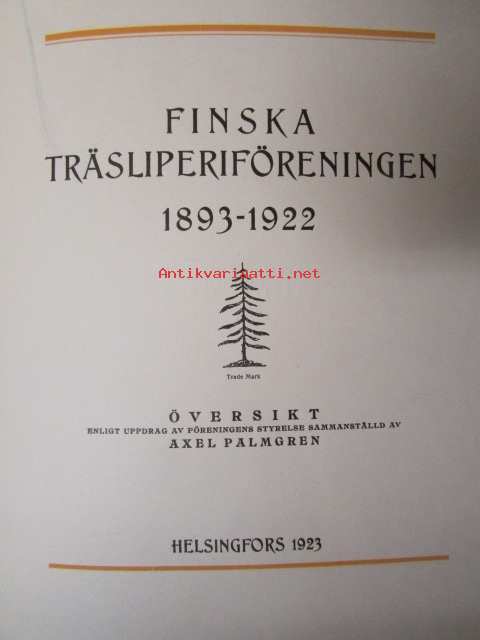 FINSKA
TRÄSLIPERIFÖRENINGEN
1893-1922
Antikvariaatti.net
Trade Mark
ÖVERSIKT
ENLIGT UPPDRAG AV FÖRENINGENS STYRELSE SAMMANSTÄLLD AV
AXEL PALMGREN
HELSINGFORS 1923